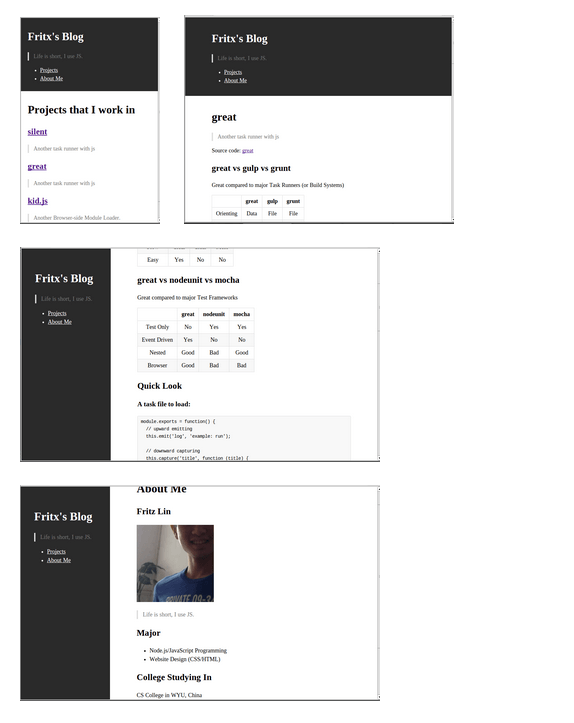 Fritx's Blog
Life is short, I use JS.
Projects
About Me
Projects that I work in
silent
Another task runner with js
great
Another task runner with js
kid.js
Another Browser-side Module Loader.
Fritx's Blog
Life is short, I use JS.
Projects
About Me
great
Another task runner with js
Source code: great
great vs gulp vs grunt
Great compared to major Task Runners (or Build Systems)
great gulp grunt
Orienting Data File File
Fritx's Blog
Life is short, I use JS.
Projects
About Me
Easy Yes No No
great vs nodeunit vs mocha
Great compared to major Test Frameworks
great nodeunit mocha
Test Only No Yes Yes
Event Driven Yes No No
Nested Good Bad Good
Browser Good Bad Bad
Quick Look
A task file to load:
module.exports = function() {
// upward emitting
this.emit('log', 'example: run');
// downward capturing
this.capture('title', function (title) {
Fritx's Blog
Life is short, I use JS.
Projects
About Me
About Me
Fritz Lin
Life is short, I use JS.
Major
Node.js/JavaScript Programming
Website Design (CSS/HTML)
College Studying In
CS College in WYU, China